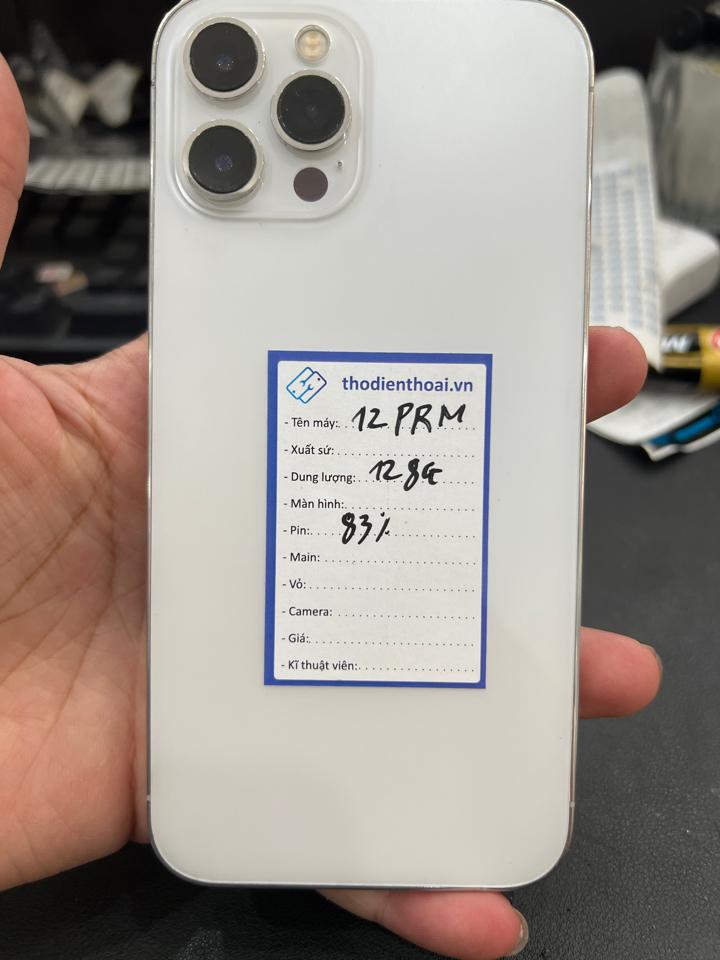 thodienthoai.vn
- Tên máy: 12 PRM
- Xuất sứ:
- Dung lượng: 128G
- Màn hình:
- Pin: 83%
- Main:
- Vỏ:
- Camera:
- Giá:
- Kĩ thuật viên: